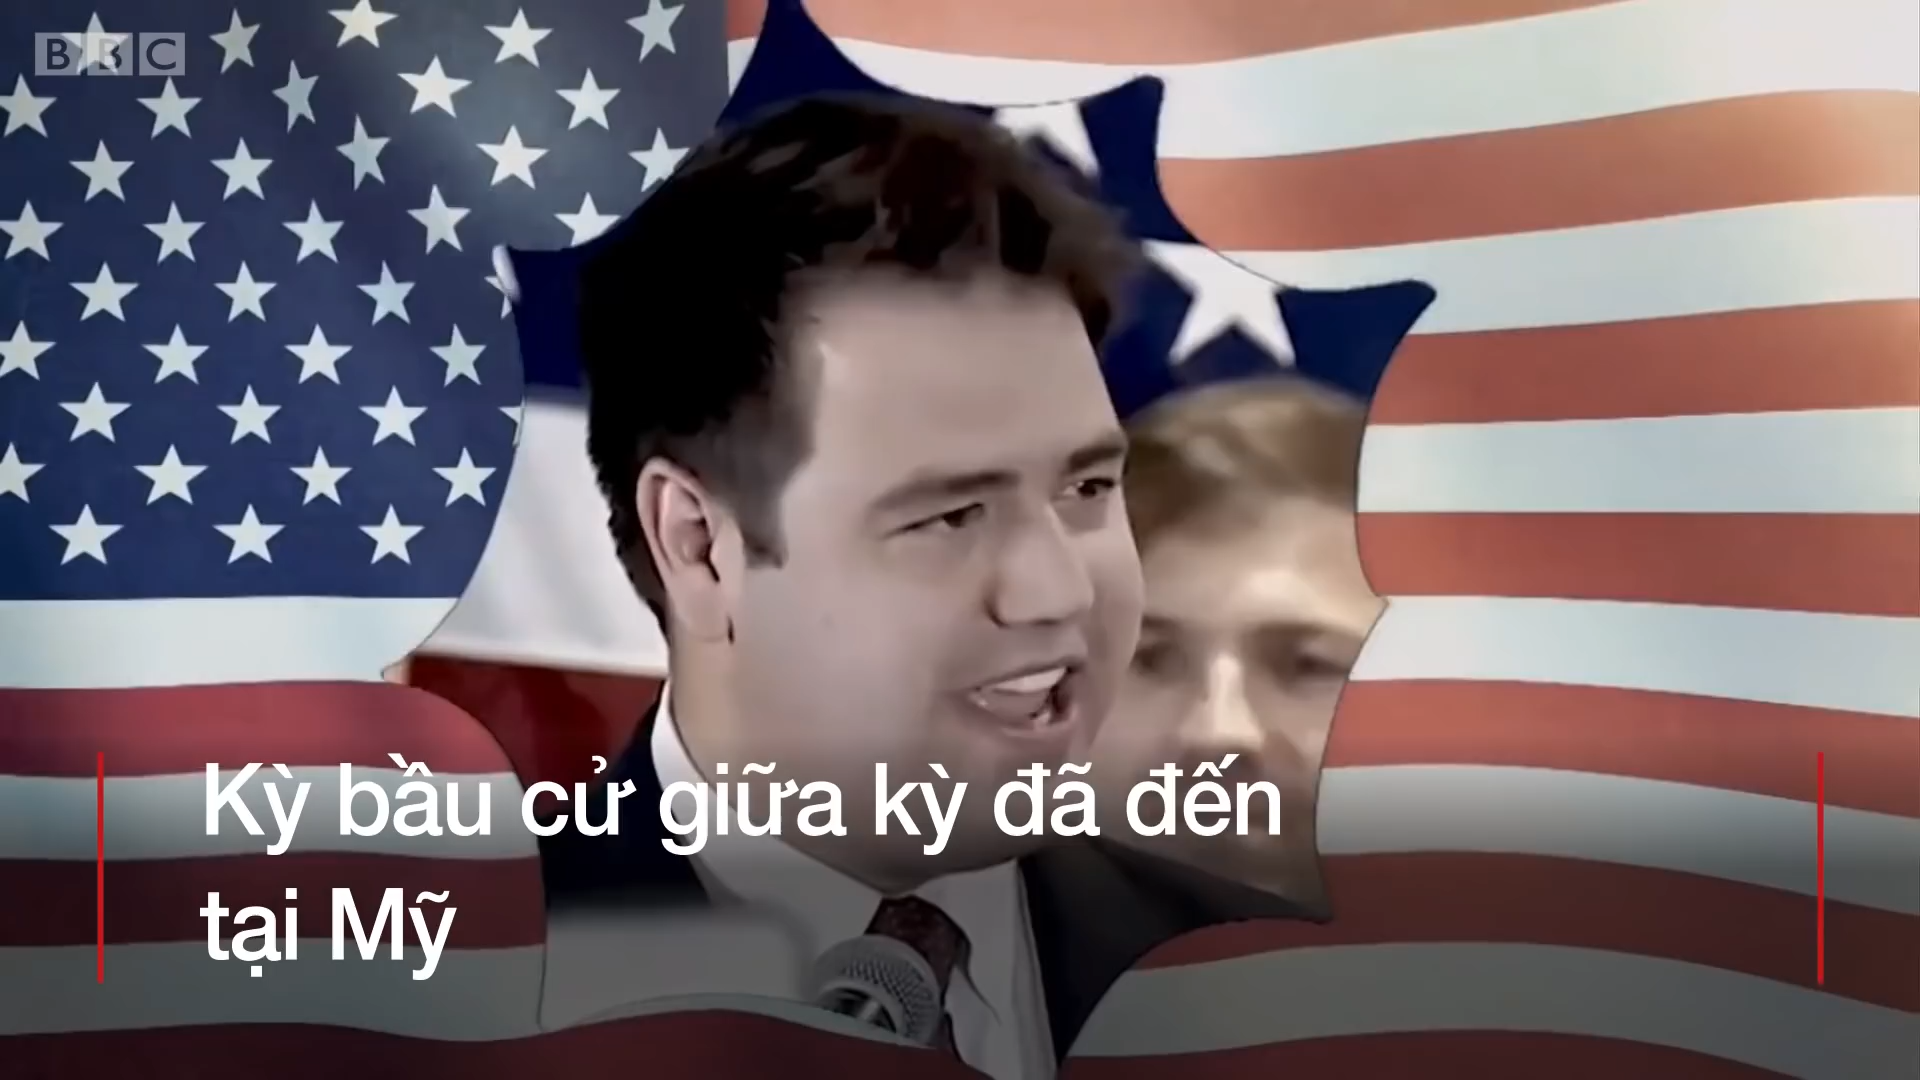 BBC
Kỳ bầu cử giữa kỳ đã đến
tại Mỹ